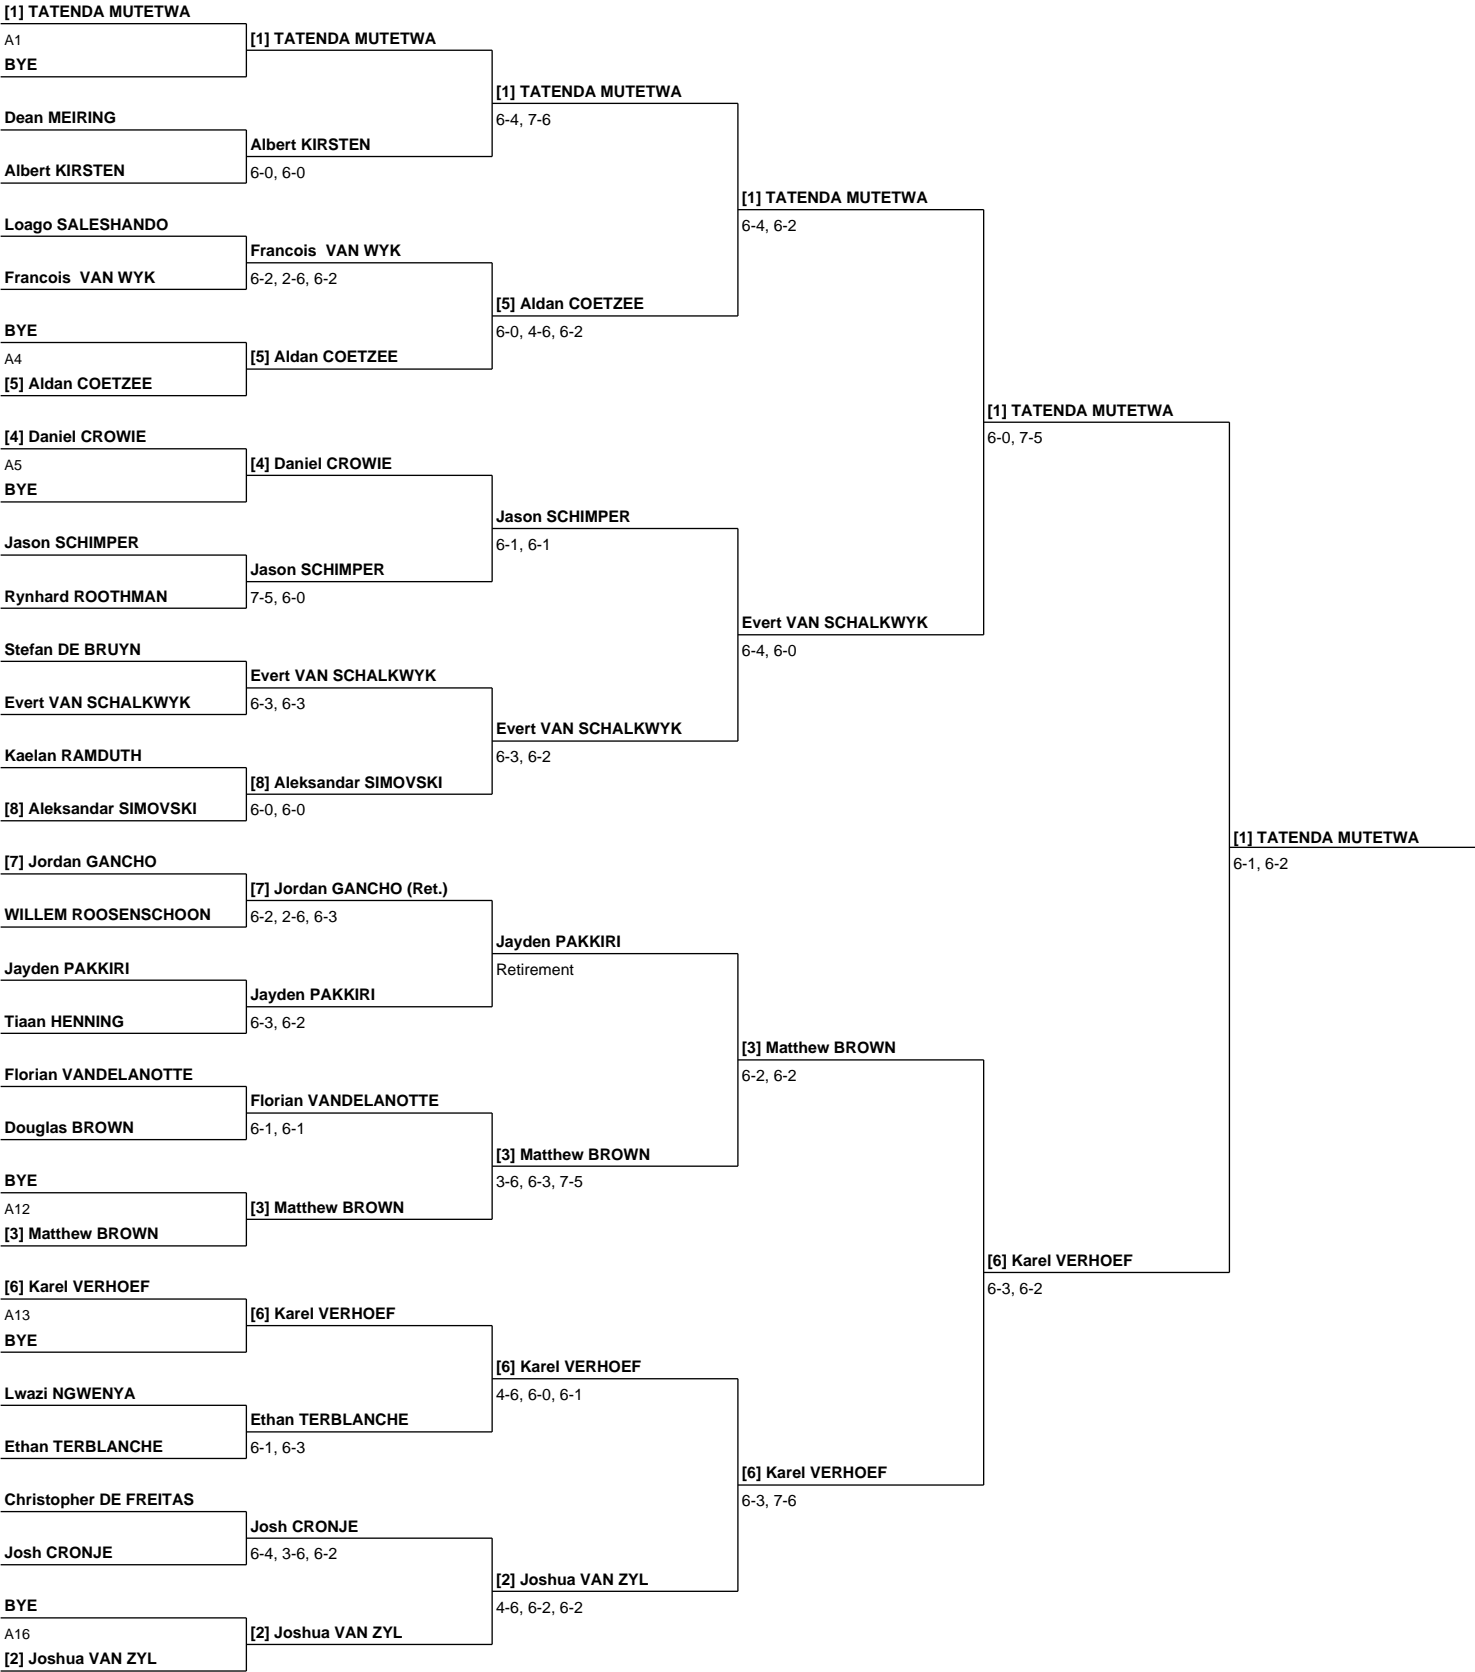 [1] TATENDA MUTETWA
A1
[1] TATENDA MUTETWA
BYE
[1] TATENDA MUTETWA
Dean MEIRING
6-4, 7-6
Albert KIRSTEN
Albert KIRSTEN
6-0, 6-0
[1] TATENDA MUTETWA
Loago SALESHANDO
6-4, 6-2
Francois  VAN WYK
Francois  VAN WYK
6-2, 2-6, 6-2
[5] Aldan COETZEE
BYE
6-0, 4-6, 6-2
A4
[5] Aldan COETZEE
[5] Aldan COETZEE
[1] TATENDA MUTETWA
[4] Daniel CROWIE
6-0, 7-5
A5
[4] Daniel CROWIE
BYE
Jason SCHIMPER
Jason SCHIMPER
6-1, 6-1
Jason SCHIMPER
Rynhard ROOTHMAN
7-5, 6-0
Evert VAN SCHALKWYK
Stefan DE BRUYN
6-4, 6-0
Evert VAN SCHALKWYK
Evert VAN SCHALKWYK
6-3, 6-3
Evert VAN SCHALKWYK
Kaelan RAMDUTH
6-3, 6-2
[8] Aleksandar SIMOVSKI
[8] Aleksandar SIMOVSKI
6-0, 6-0
[1] TATENDA MUTETWA
[7] Jordan GANCHO
6-1, 6-2
[7] Jordan GANCHO (Ret.)
WILLEM ROOSENSCHOON
6-2, 2-6, 6-3
Jayden PAKKIRI
Jayden PAKKIRI
Retirement
Jayden PAKKIRI
Tiaan HENNING
6-3, 6-2
[3] Matthew BROWN
Florian VANDELANOTTE
6-2, 6-2
Florian VANDELANOTTE
Douglas BROWN
6-1, 6-1
[3] Matthew BROWN
BYE
3-6, 6-3, 7-5
A12
[3] Matthew BROWN
[3] Matthew BROWN
[6] Karel VERHOEF
[6] Karel VERHOEF
6-3, 6-2
A13
[6] Karel VERHOEF
BYE
[6] Karel VERHOEF
Lwazi NGWENYA
4-6, 6-0, 6-1
Ethan TERBLANCHE
Ethan TERBLANCHE
6-1, 6-3
[6] Karel VERHOEF
Christopher DE FREITAS
6-3, 7-6
Josh CRONJE
Josh CRONJE
6-4, 3-6, 6-2
[2] Joshua VAN ZYL
BYE
4-6, 6-2, 6-2
A16
[2] Joshua VAN ZYL
[2] Joshua VAN ZYL